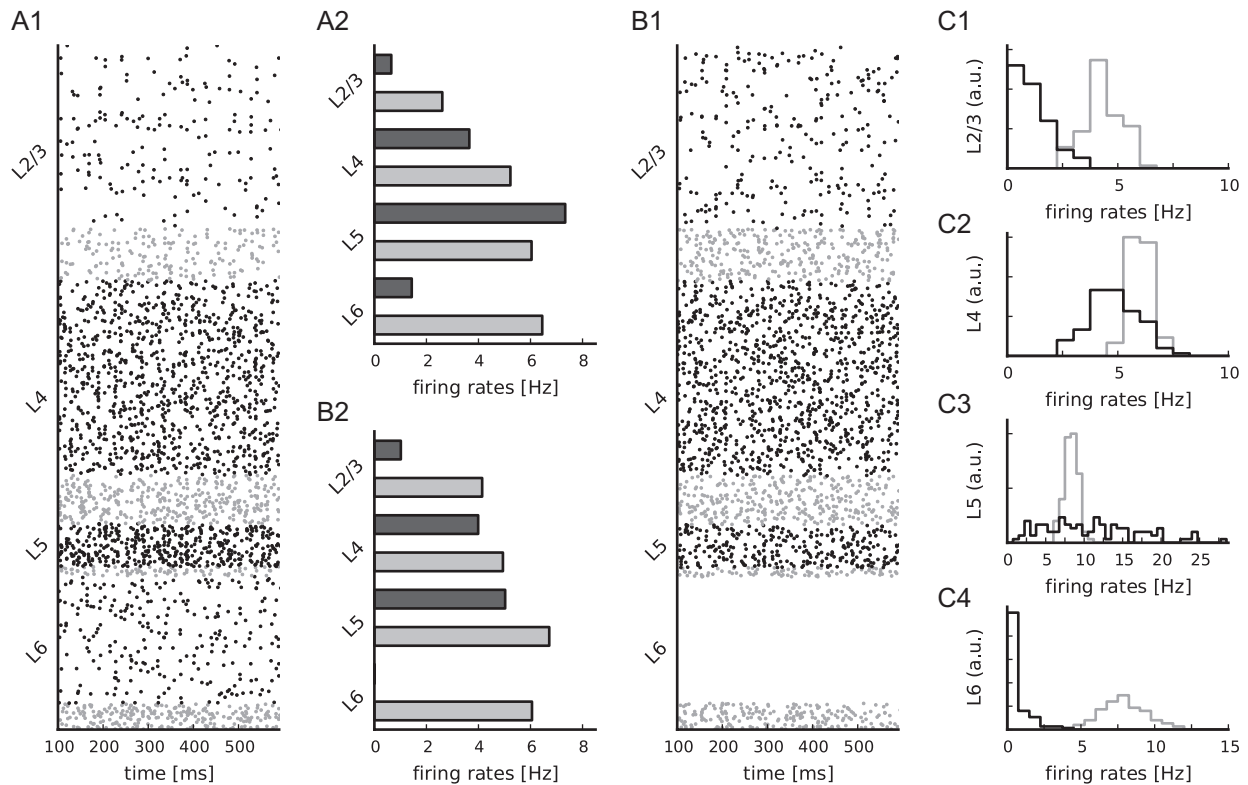 A1
L2/3
L4
L5
L6
100 200 300 400 500
time [ms]
A2
L2/3
L4
L5
L6
0 2 4 6 8
firing rates [Hz]
B2
L2/3
L4
L5
L6
0 2 4 6 8
firing rates [Hz]
B1
L2/3
L4
L5
L6
100 200 300 400 500
time [ms]
C1
L2/3 (a.u.)
0 5 10
firing rates [Hz]
C2
L4 (a.u.)
0 5 10
firing rates [Hz]
C3
L5 (a.u.)
0 5 10 15 20 25
firing rates [Hz]
C4
L6 (a.u.)
0 5 10 15
firing rates [Hz]